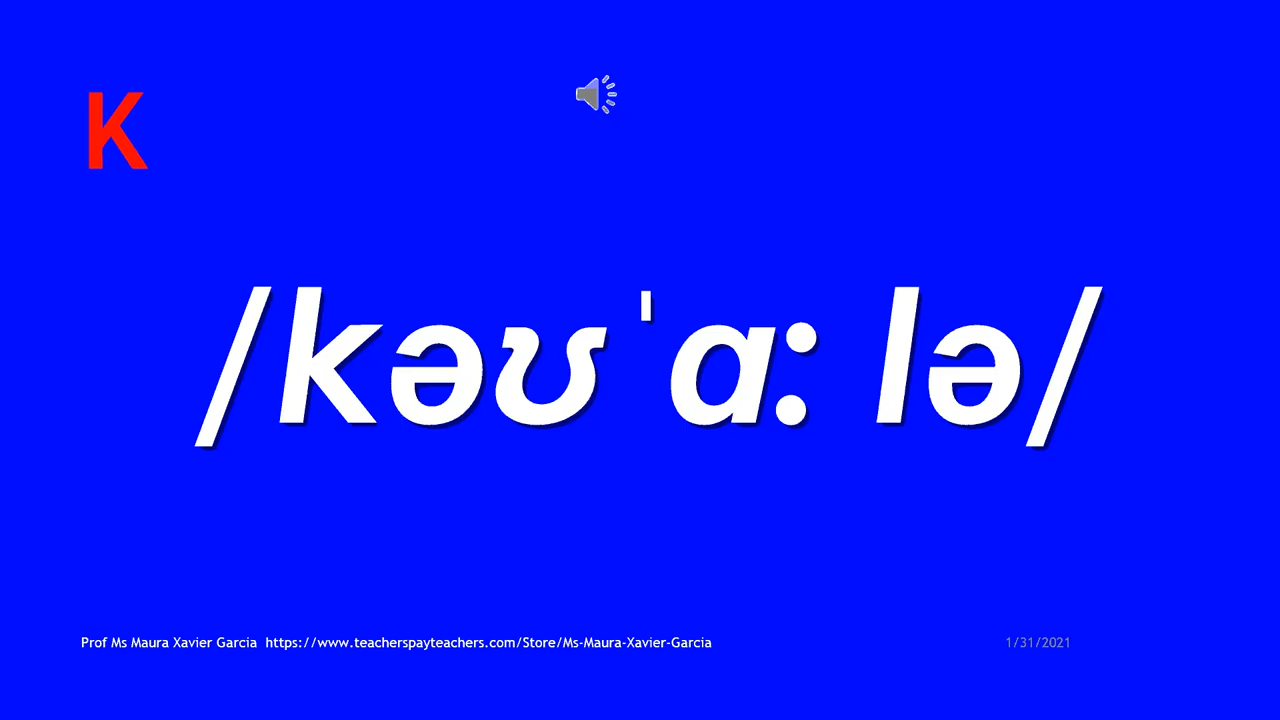 K
/kəʊˈɑː lə/
Prof Ms Maura Xavier Garcia  https://www.teacherspayteachers.com/Store/Ms-Maura-Xavier-Garcia
1/31/2021